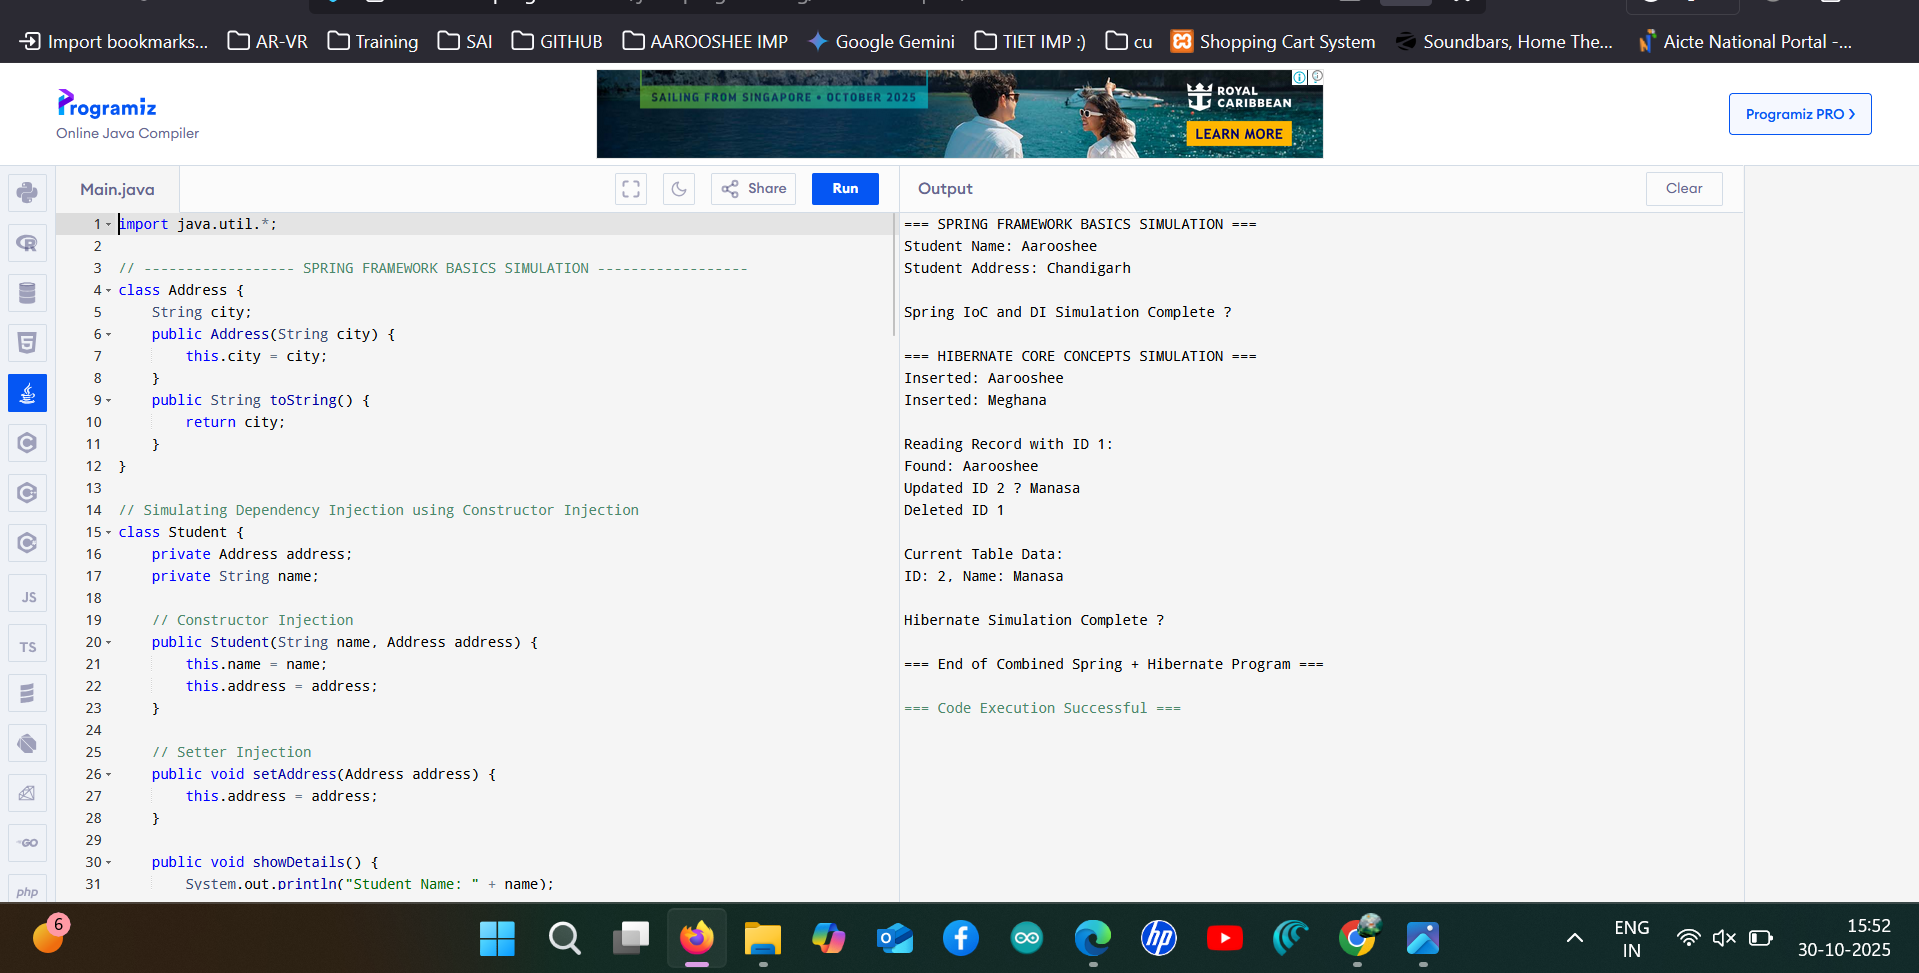 Import bookmarks... AR-VR Training SAI GITHUB AAROOSHEE IMP Google Gemini TIET IMP :) cu Shopping Cart System Soundbars, Home The... Aicte National Portal -...
Programiz
Online Java Compiler
SAILING FROM SINGAPORE • OCTOBER 2025
ROYAL
CARIBBEAN
LEARN MORE
Programiz PRO
Main.java
Share
Run
Output
Clear
JS
TS
GO
php
1 import java.util.*;
2
3 // ------------------ SPRING FRAMEWORK BASICS SIMULATION ------------------
4 class Address {
5 String city;
6 public Address(String city) {
7 this.city = city;
8 }
9 public String toString() {
10 return city;
11 }
12 }
13
14 // Simulating Dependency Injection using Constructor Injection
15 class Student {
16 private Address address;
17 private String name;
18
19 // Constructor Injection
20 public Student(String name, Address address) {
21 this.name = name;
22 this.address = address;
23 }
24
25 // Setter Injection
26 public void setAddress(Address address) {
27 this.address = address;
28 }
29
30 public void showDetails() {
31 System.out.println("Student Name: " + name);
=== SPRING FRAMEWORK BASICS SIMULATION ===
Student Name: Aarooshee
Student Address: Chandigarh
Spring IoC and DI Simulation Complete ?
=== HIBERNATE CORE CONCEPTS SIMULATION ===
Inserted: Aarooshee
Inserted: Meghana
Reading Record with ID 1:
Found: Aarooshee
Updated ID 2 ? Manasa
Deleted ID 1
Current Table Data:
ID: 2, Name: Manasa
Hibernate Simulation Complete ?
=== End of Combined Spring + Hibernate Program ===
=== Code Execution Successful ===
6
hp
ENG
IN
15:52
30-10-2025